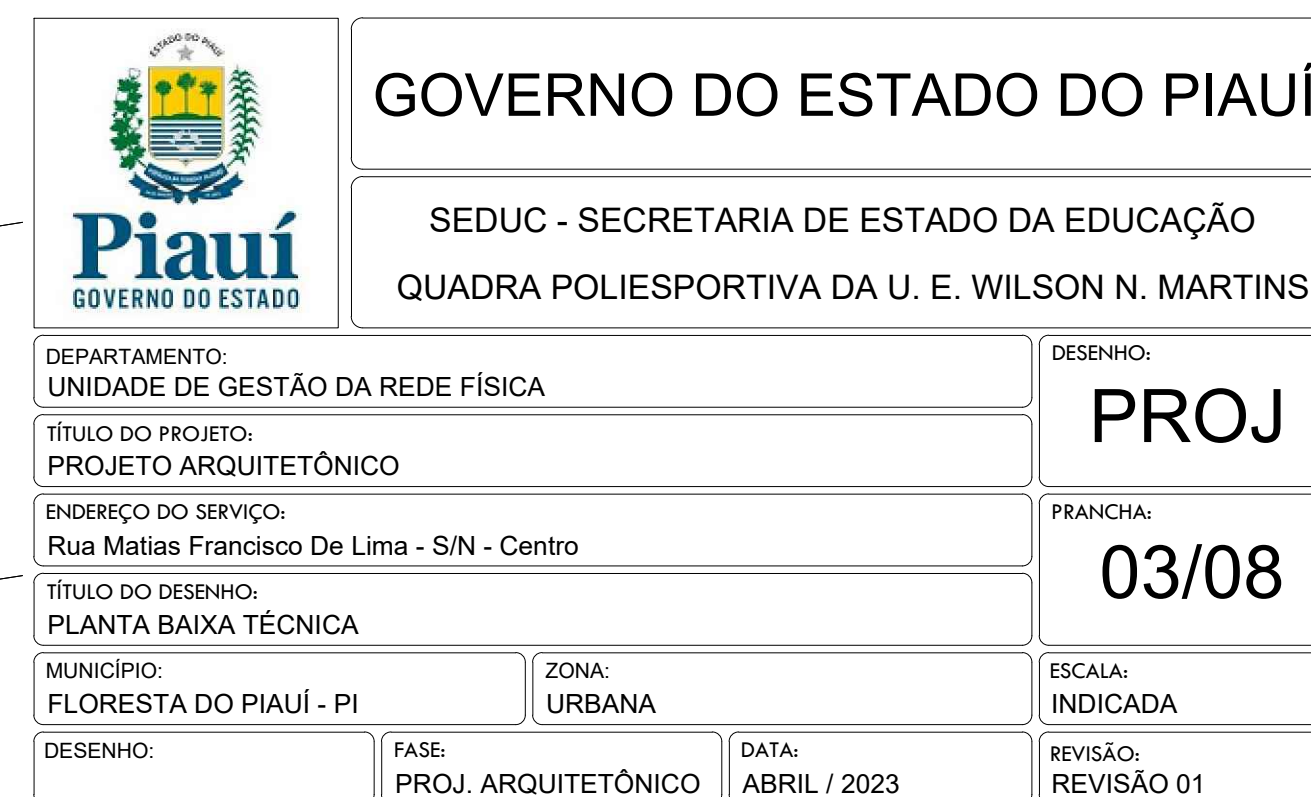 ESTADO DO PIAUÍ
Piauí
GOVERNO DO ESTADO
GOVERNO DO ESTADO DO PIAUÍ
SEDUC - SECRETARIA DE ESTADO DA EDUCAÇÃO
QUADRA POLIESPORTIVA DA U. E. WILSON N. MARTINS
DEPARTAMENTO:
UNIDADE DE GESTÃO DA REDE FÍSICA
DESENHO:
PROJ
TÍTULO DO PROJETO:
PROJETO ARQUITETÔNICO
ENDEREÇO DO SERVIÇO:
Rua Matias Francisco De Lima - S/N - Centro
PRANCHA:
03/08
TÍTULO DO DESENHO:
PLANTA BAIXA TÉCNICA
MUNICÍPIO:
FLORESTA DO PIAUÍ - PI
ZONA:
URBANA
ESCALA:
INDICADA
DESENHO:
FASE:
PROJ. ARQUITETÔNICO
DATA:
ABRIL / 2023
REVISÃO:
REVISÃO 01